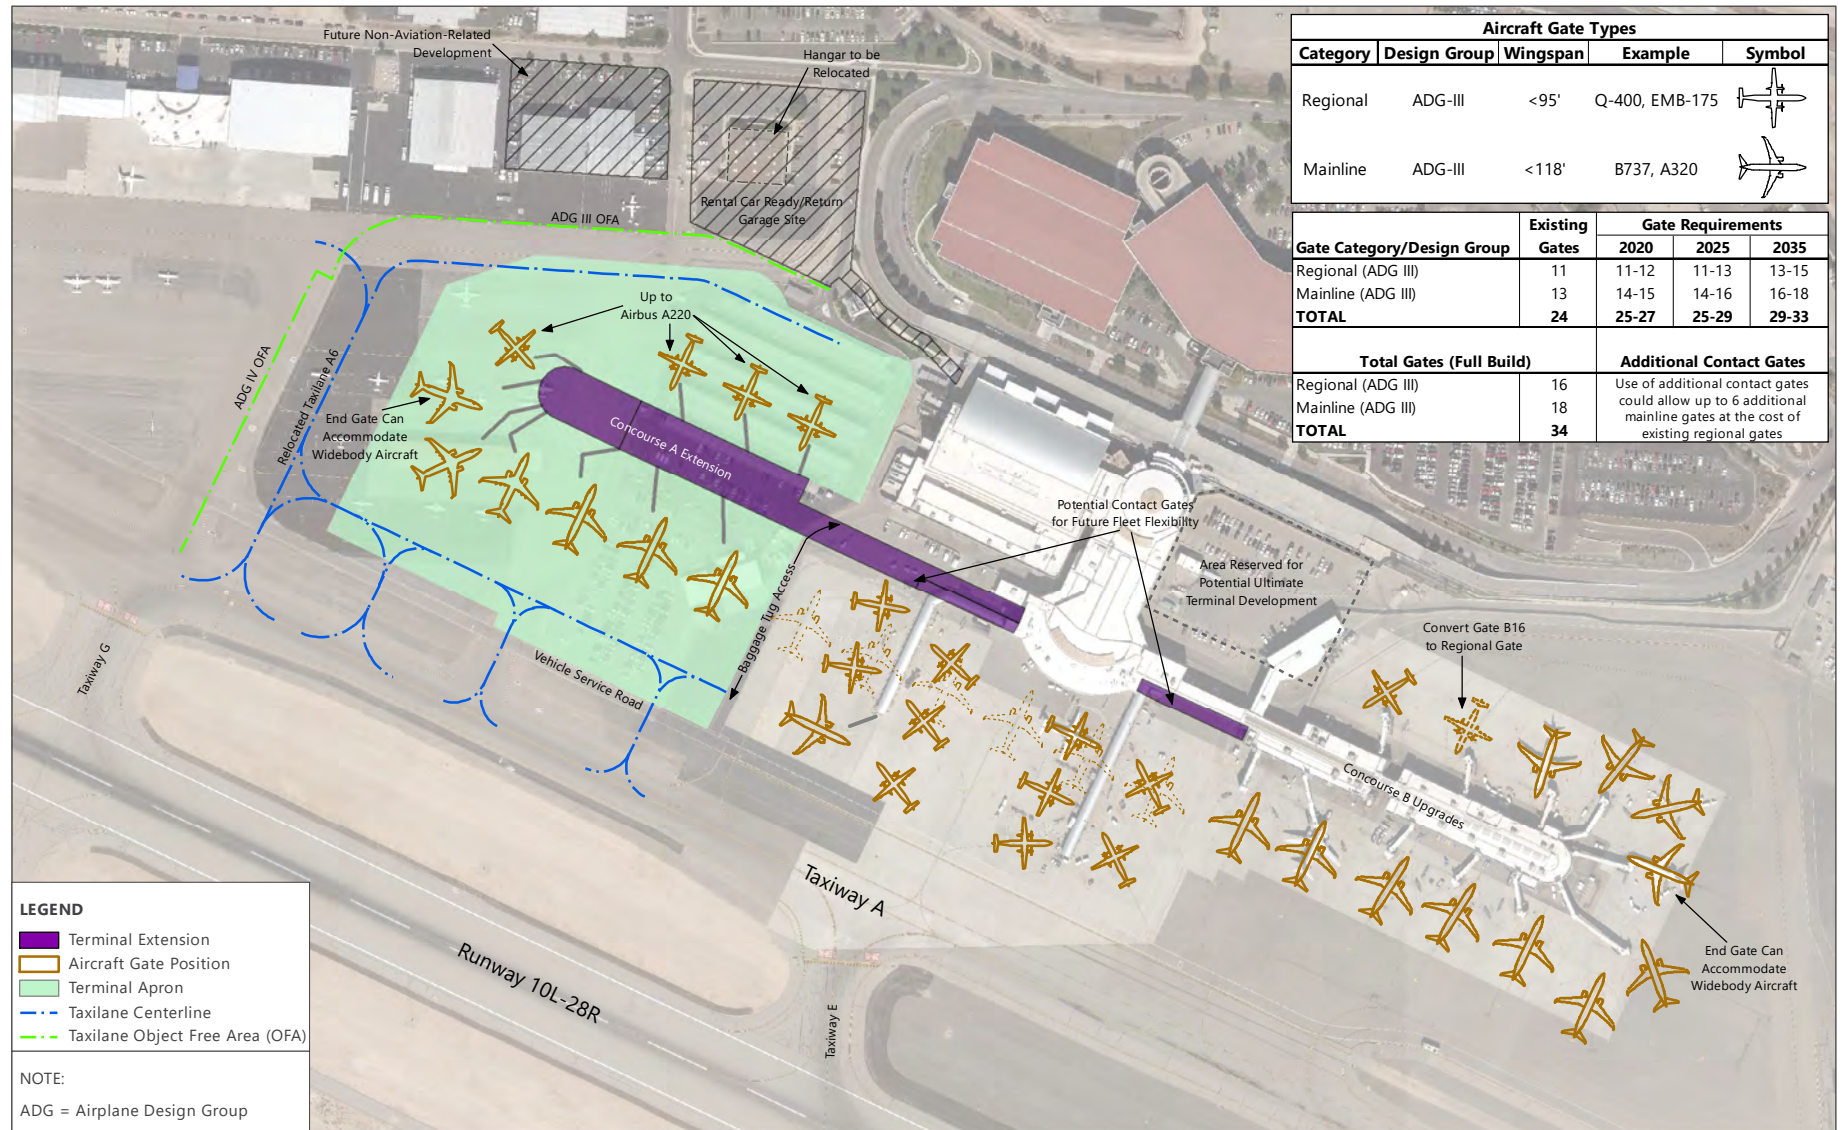 Future Non-Aviation-Related
Development
Hangar to be
Relocated
Rental Car Ready/Return
Garage Site
ADG III OFA
ADG IV OFA
Relocated Taxilane A6
Up to
Airbus A220
End Gate Can
Accommodate
Widebody Aircraft
Concourse A Extension
Potential Contact Gates
for Future Fleet Flexibility
Area Reserved for
Potential Ultimate
Terminal Development
Baggage Tug Access
Vehicle Service Road
Taxiway G
Convert Gate B16
to Regional Gate
Concourse B Upgrades
End Gate Can
Accommodate
Widebody Aircraft
Taxiway A
Runway 10L-28R
Taxiway E
Aircraft Gate Types
Category Design Group Wingspan Example Symbol
Regional ADG-III <95' Q-400, EMB-175
Mainline ADG-III <118' B737, A320
Existing Gate Requirements
Gate Category/Design Group Gates 2020 2025 2035
Regional (ADG III) 11 11-12 11-13 13-15
Mainline (ADG III) 13 14-15 14-16 16-18
TOTAL 24 25-27 25-29 29-33
Total Gates (Full Build) Additional Contact Gates
Regional (ADG III) 16 Use of additional contact gates
could allow up to 6 additional
Mainline (ADG III) 18 mainline gates at the cost of
TOTAL 34 existing regional gates
LEGEND
Terminal Extension
Aircraft Gate Position
Terminal Apron
Taxilane Centerline
Taxilane Object Free Area (OFA)
NOTE:
ADG = Airplane Design Group